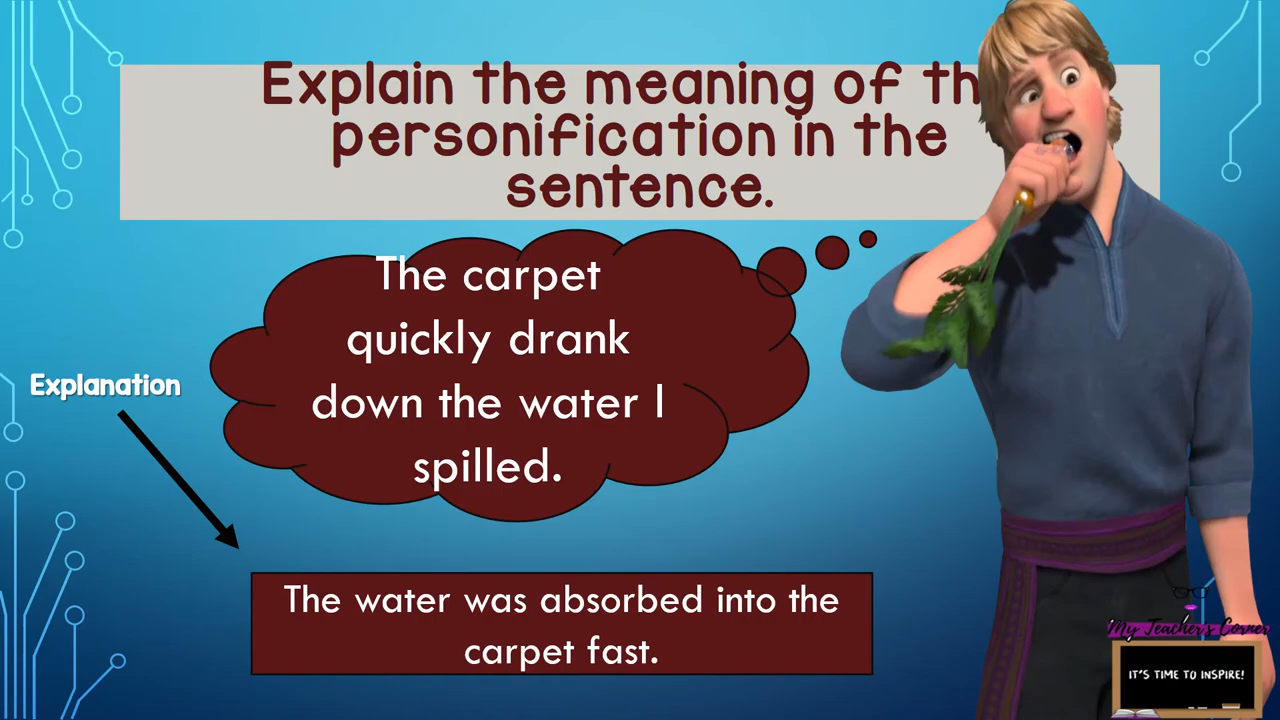 Explain the meaning of th
personification in the
sentence.
The carpet
quickly drank
down the water I
spilled.
Explanation
The water was absorbed into the
carpet fast.
My Teacher's Corner
IT'S TIME TO INSPIRE!